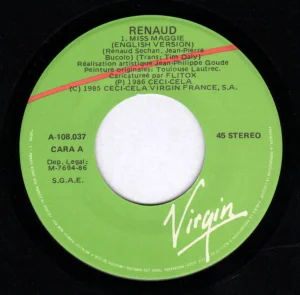 RENAUD
1. MISS MAGGIE
(ENGLISH VERSION)
(Renaud Sechan, Jean-Pierre
Bucolo) (Trans: Tim Daly)
Réalisation artistique Jean-Philippe Goude
Peinture originale: Toulouse Lautrec.
Caricaturée par FLITOX
(P) 1986 CECI-CELA
(C) 1985 CECI-CELA VIRGIN FRANCE, S.A.
A-108.037
45 STEREO
CARA A
Dep. Legal:
M-7694-86
S.G.A.E.
Virgin